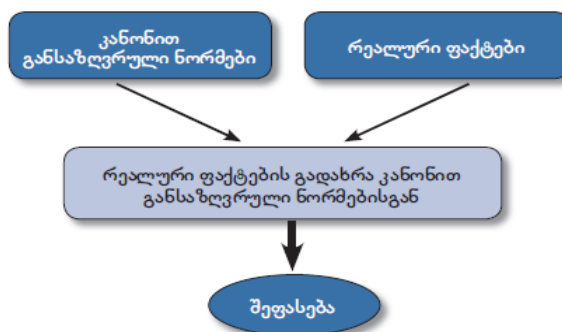 კანონით
განსაზღვრული ნორმები
რეალური ფაქტები
რეალური ფაქტების გადახრა კანონით
განსაზღვრული ნორმებისგან
შეფასება